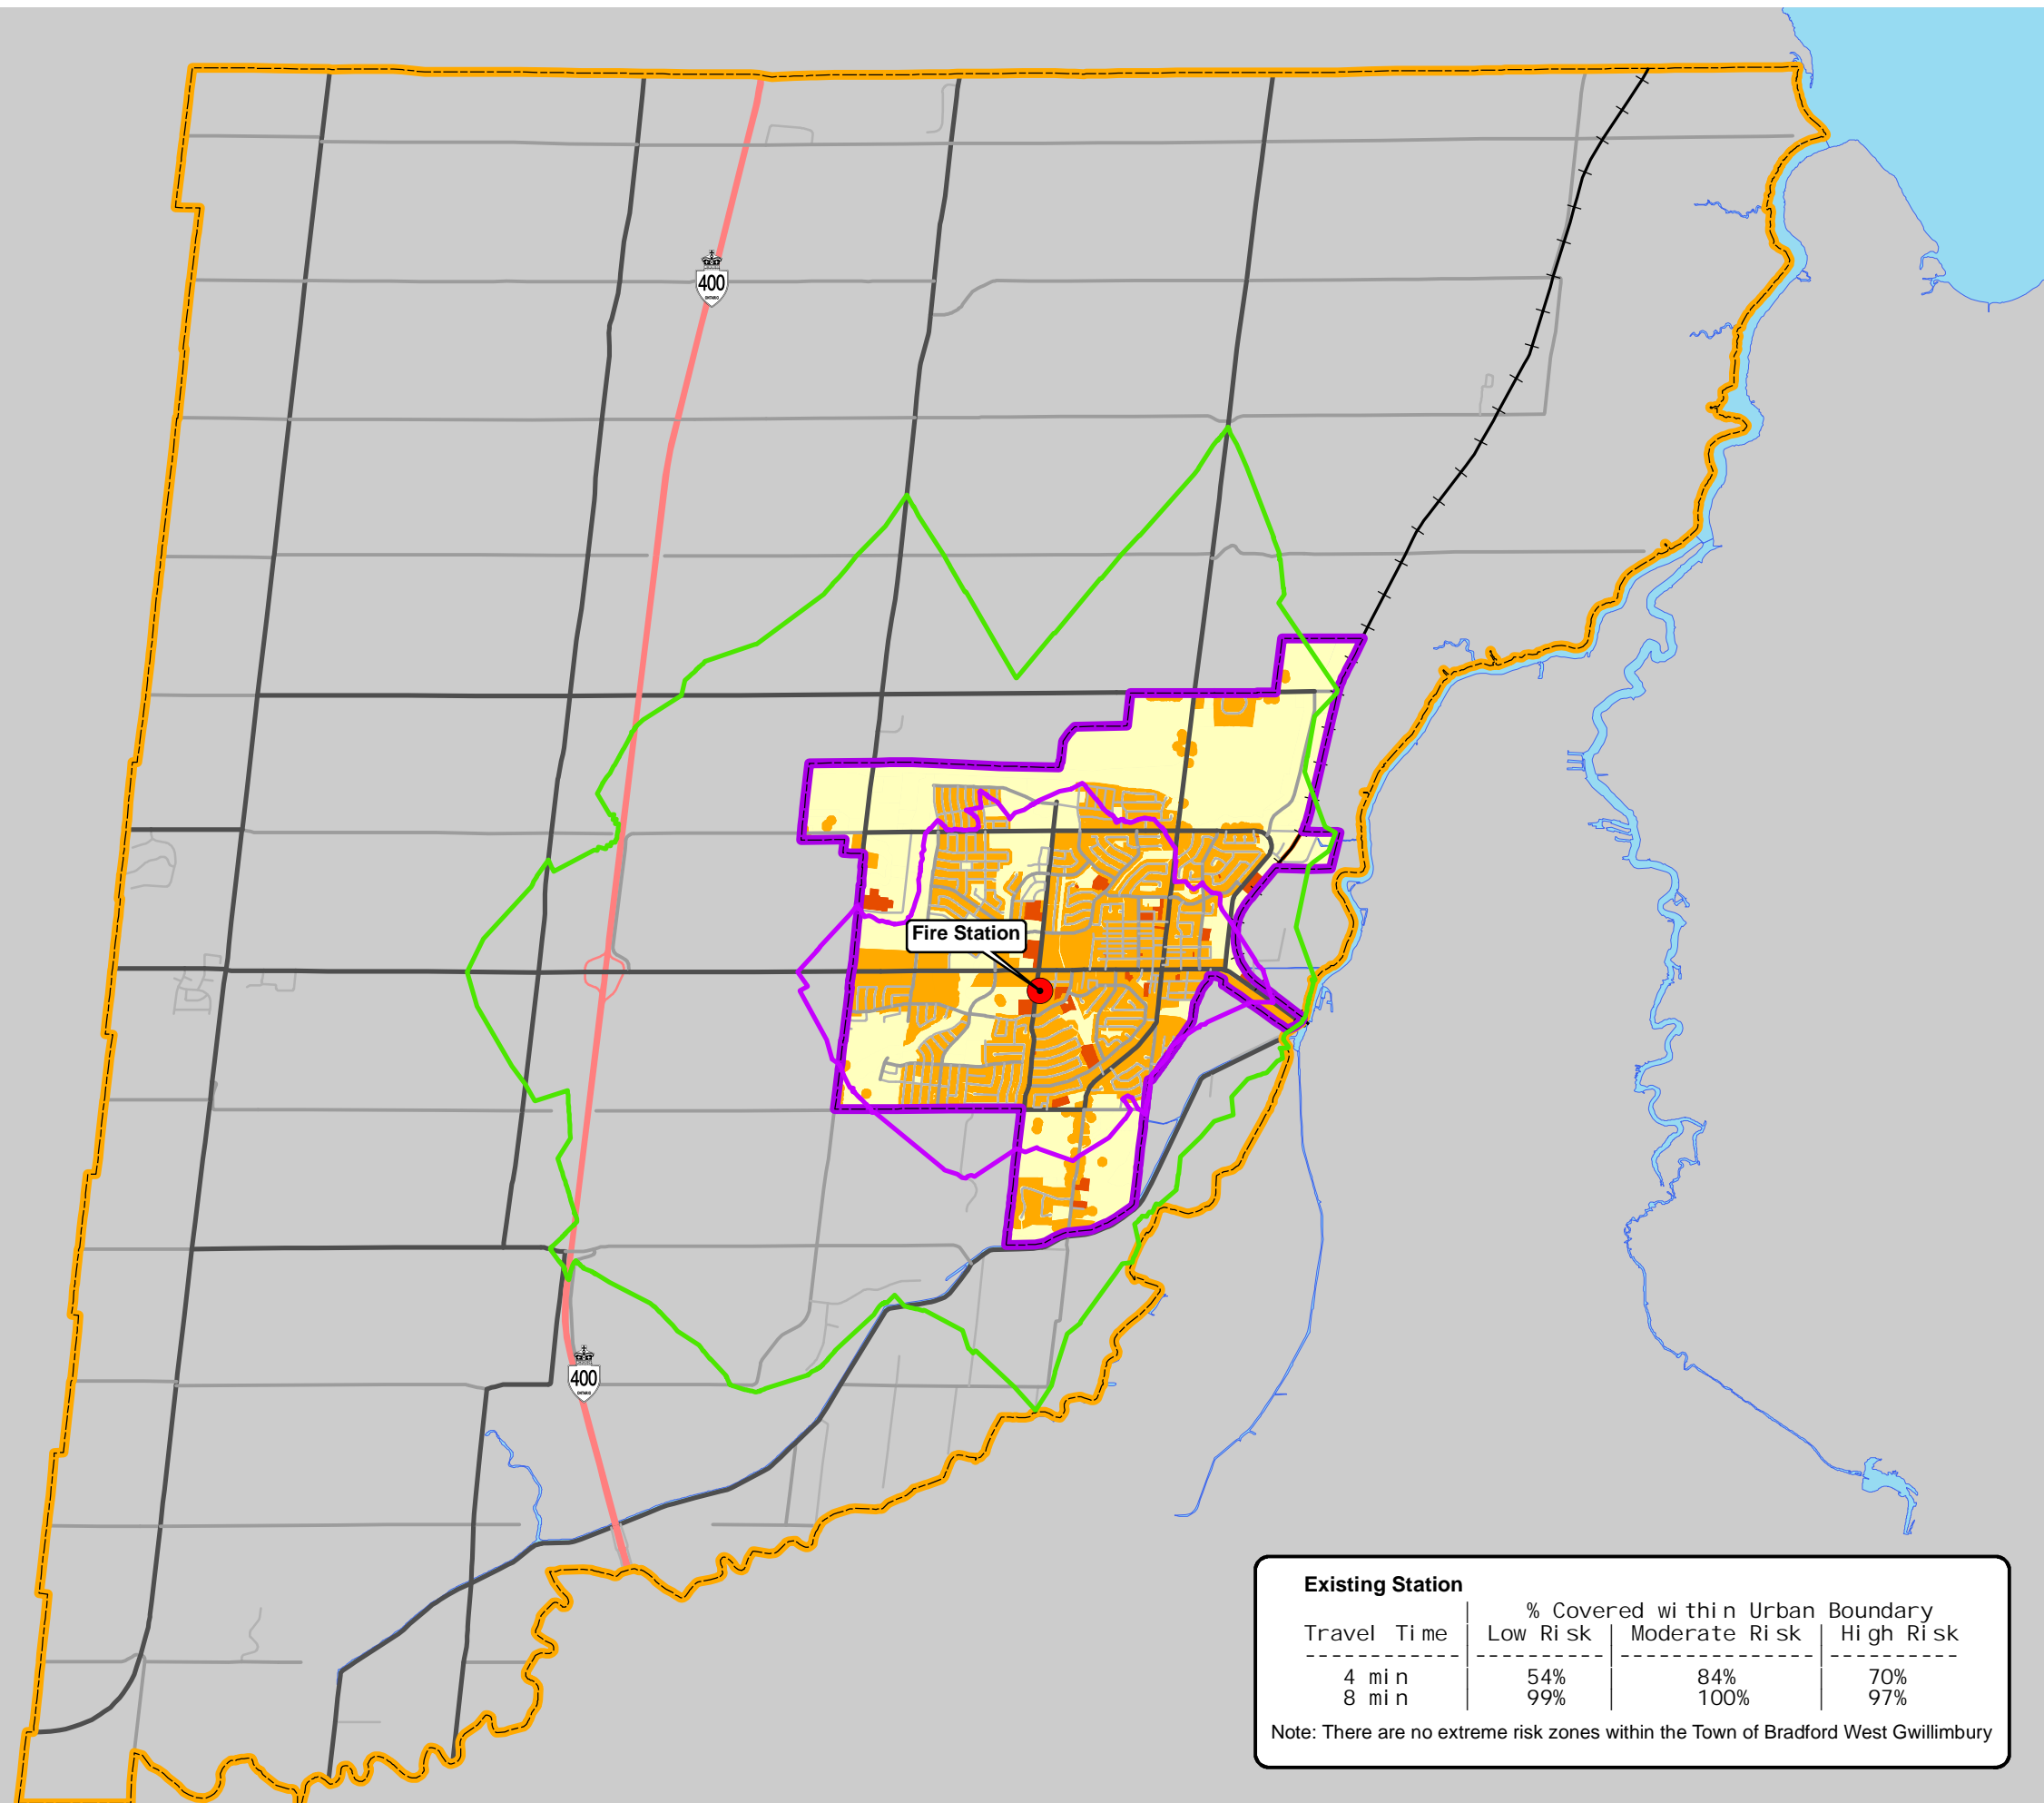 400
ONTARIO
Fire Station
400
ONTARIO
Existing Station
| % Covered within Urban Boundary
Travel Time | Low Risk | Moderate Risk | High Risk
------------|----------|---------------|----------
4 min | 54% | 84% | 70%
8 min | 99% | 100% | 97%
Note: There are no extreme risk zones within the Town of Bradford West Gwillimbury